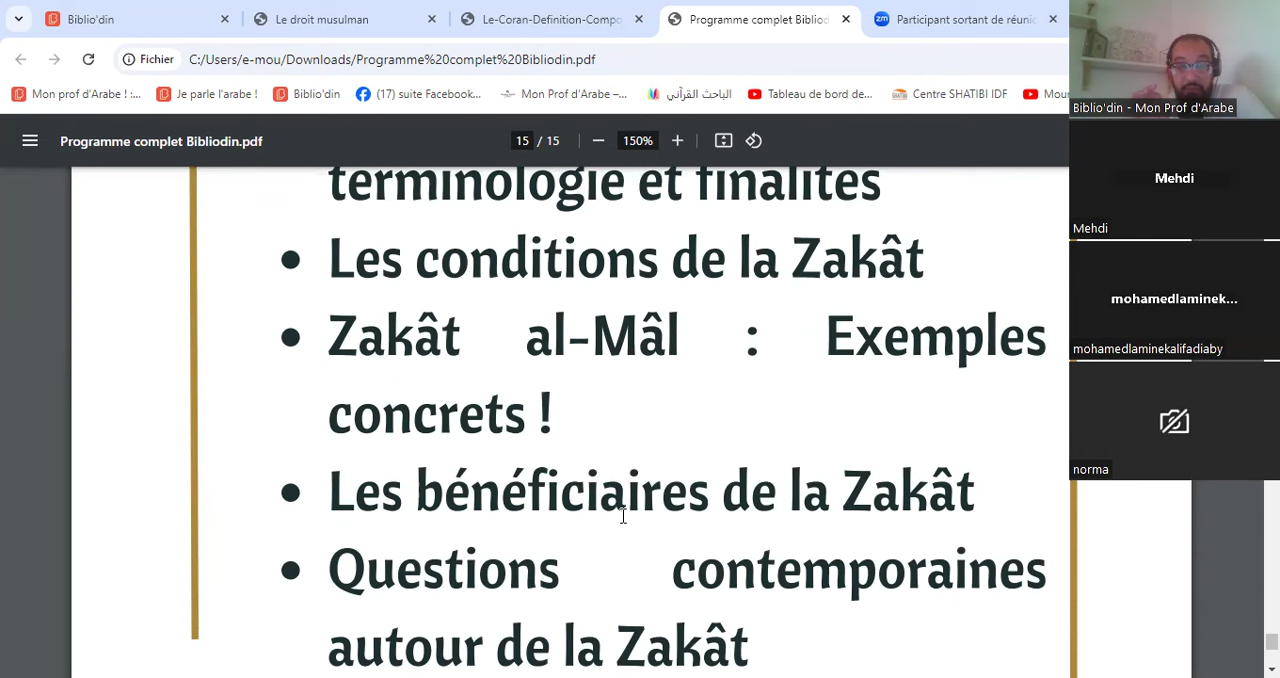 Biblio'din
Le droit musulman
Le-Coran-Definition-Compo
Programme complet Bibliod
Participant sortant de réunio
Fichier
C:/Users/e-mou/Downloads/Programme%20complet%20Bibliodin.pdf
Mon prof d'Arabe ! :...
Je parle l'arabe !
Biblio'din
(17) suite Facebook...
Mon Prof d'Arabe –...
الباحث القرآني
Tableau de bord de...
Centre SHATIBI IDF
Mour
Programme complet Bibliodin.pdf
15 / 15
150%
terminologie et finalités
• Les conditions de la Zakât
• Zakât al-Mâl : Exemples
concrets !
• Les bénéficiaires de la Zakât
• Questions contemporaines
autour de la Zakât
Biblio'din - Mon Prof d'Arabe
Mehdi
Mehdi
mohamedlaminek...
mohamedlaminekalifadiaby
norma
zm